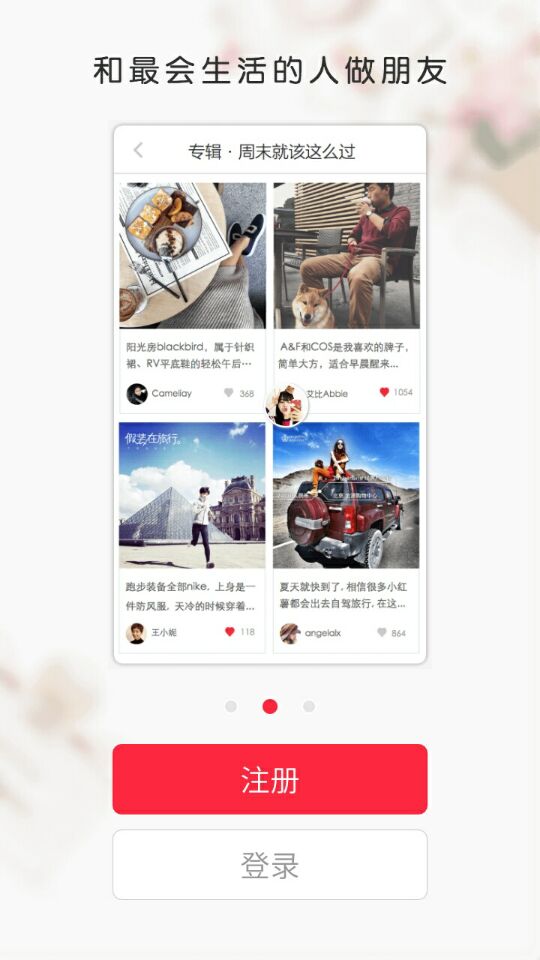 和最会生活的人做朋友
专辑 · 周末就该这么过
阳光房blackbird，属于针织
裙、RV平底鞋的轻松午后…
Camellay
368
A&F和COS是我喜欢的牌子，
简单大方，适合早晨醒来...
艾比Abbie
1054
假装在旅行。
TRAVEL
跑步装备全部nike, 上身是一
件防风服, 天冷的时候穿着...
王小妮
118
夏天就快到了, 相信很多小红
薯都会出去自驾旅行, 在这...
angelalx
864
注册
登录